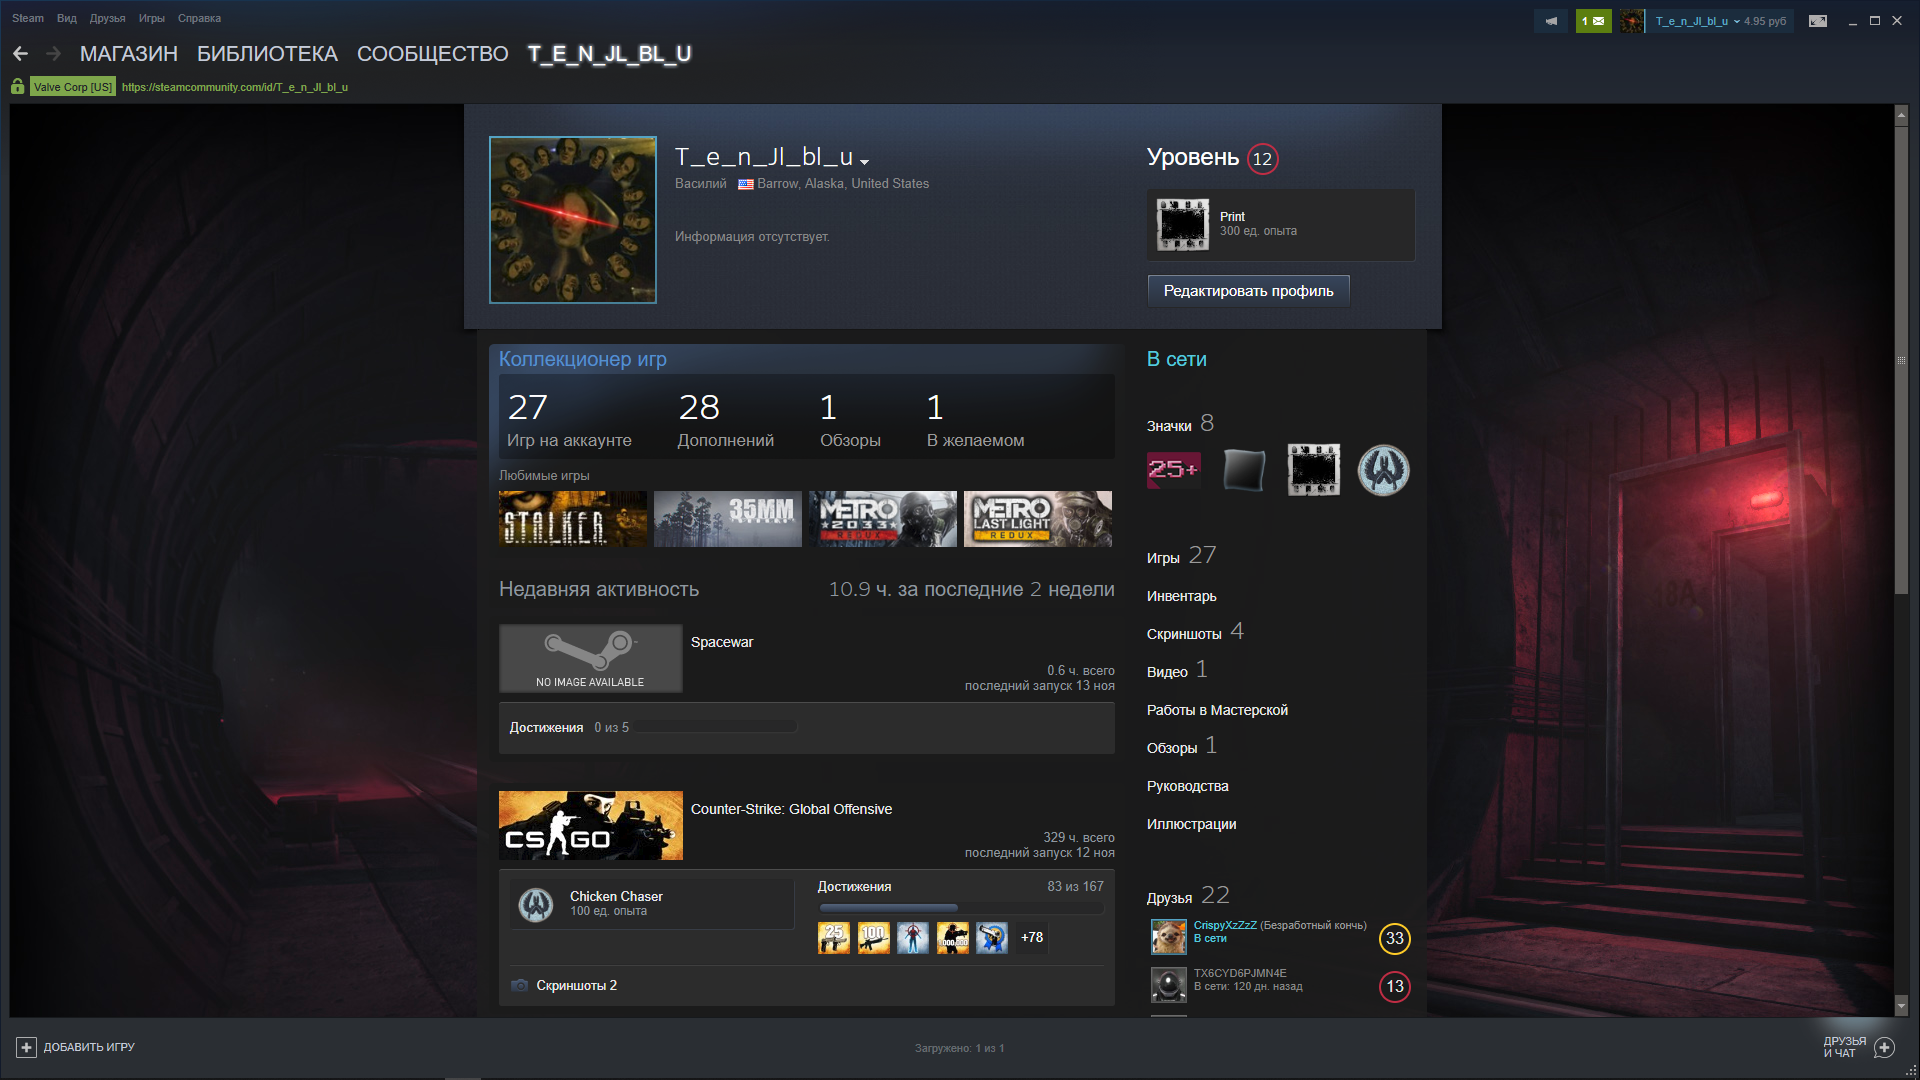 Steam Вид Друзья Игры Справка
1 T_e_n_Jl_bl_u 4.95 руб
МАГАЗИН БИБЛИОТЕКА СООБЩЕСТВО T_E_N_JL_BL_U
Valve Corp [US] https://steamcommunity.com/id/T_e_n_Jl_bl_u
T_e_n_Jl_bl_u
Василий Barrow, Alaska, United States
Информация отсутствует.
Уровень 12
Print
300 ед. опыта
Редактировать профиль
Коллекционер игр
27 28 1 1
Игр на аккаунте Дополнений Обзоры В желаемом
Любимые игры
S.T.A.L.K.E.R.
35MM
METRO
2033
REDUX
METRO
LAST LIGHT
REDUX
Недавняя активность 10.9 ч. за последние 2 недели
NO IMAGE AVAILABLE
Spacewar
0.6 ч. всего
последний запуск 13 ноя
Достижения 0 из 5
CS GO
Counter-Strike: Global Offensive
329 ч. всего
последний запуск 12 ноя
Chicken Chaser
100 ед. опыта
Достижения 83 из 167
25 100 +78
Скриншоты 2
В сети
Значки 8
25+
Игры 27
Инвентарь
Скриншоты 4
Видео 1
Работы в Мастерской
Обзоры 1
Руководства
Иллюстрации
Друзья 22
CrispyXzZzZ (Безработный кончь)
В сети
33
TX6CYD6PJMN4E
В сети: 120 дн. назад
13
18A
ДОБАВИТЬ ИГРУ
Загружено: 1 из 1
ДРУЗЬЯ
И ЧАТ